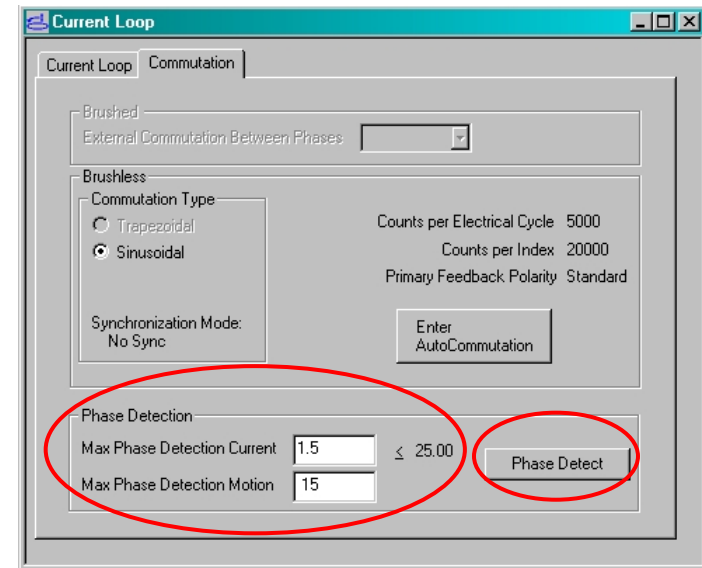 Current Loop
Current Loop Commutation
Brushed
External Commutation Between Phases
Brushless
Commutation Type
Trapezoidal
Sinusoidal
Synchronization Mode:
No Sync
Counts per Electrical Cycle 5000
Counts per Index 20000
Primary Feedback Polarity Standard
Enter
AutoCommutation
Phase Detection
Max Phase Detection Current 1.5 ≤ 25.00
Max Phase Detection Motion 15
Phase Detect